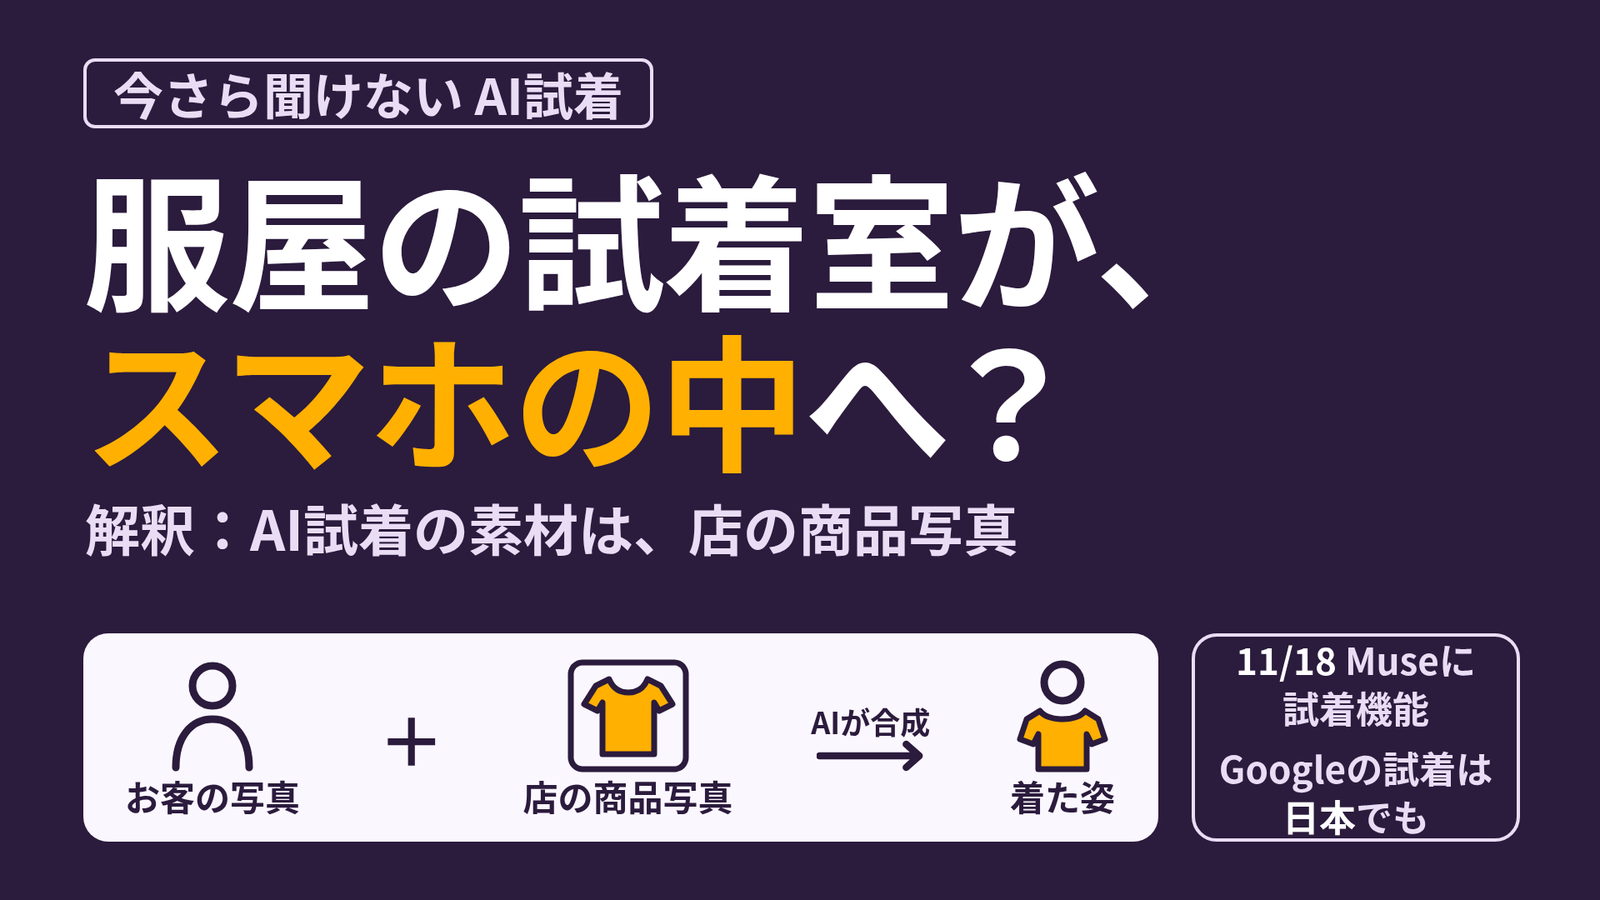 今さら聞けない AI試着
服屋の試着室が、
スマホの中へ？
解釈：AI試着の素材は、店の商品写真
お客の写真
+
店の商品写真
AIが合成
着た姿
11/18 Museに
試着機能
Googleの試着は
日本でも